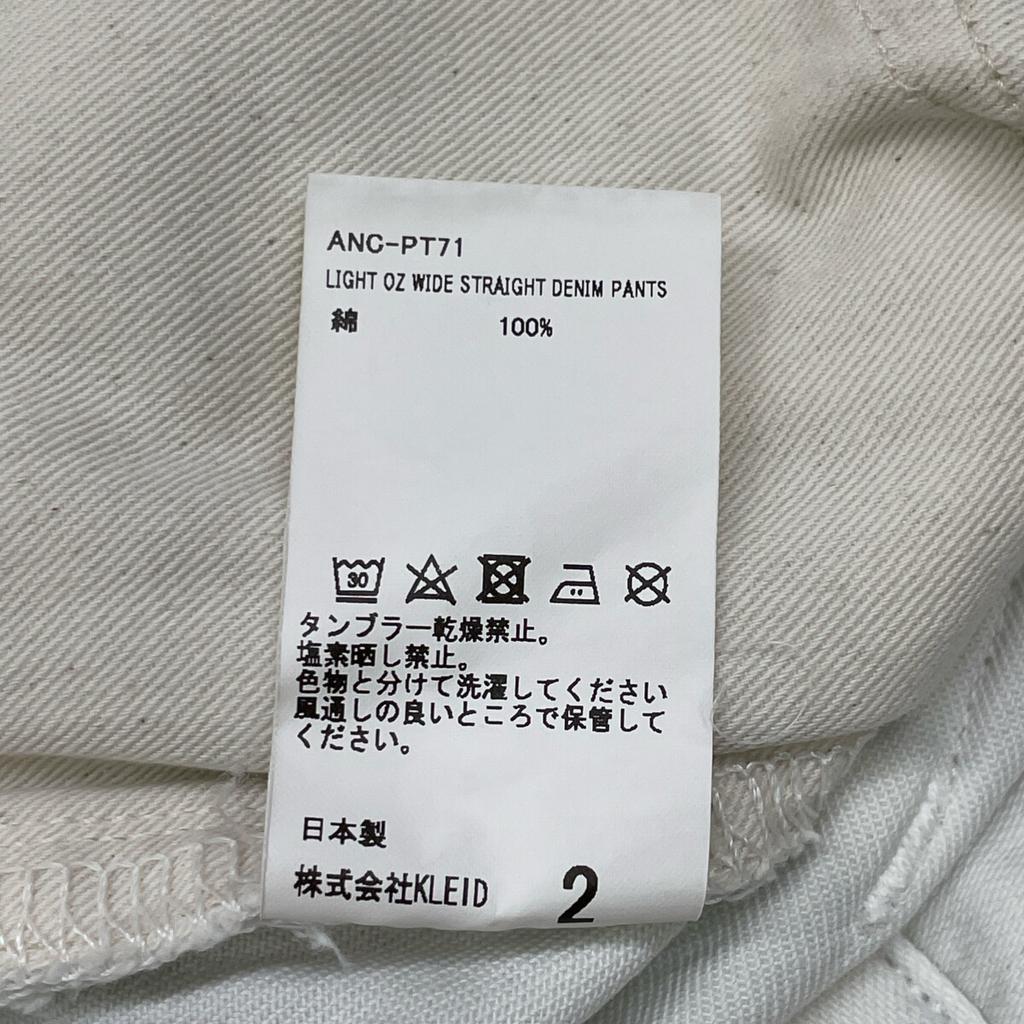 ANC-PT71
LIGHT OZ WIDE STRAIGHT DENIM PANTS
綿 100%
30
タンブラー乾燥禁止。
塩素晒し禁止。
色物と分けて洗濯してください
風通しの良いところで保管して
ください。
日本製
株式会社KLEID 2